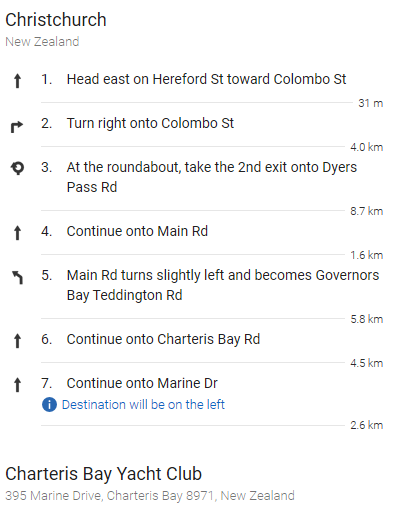 Christchurch
New Zealand
1. Head east on Hereford St toward Colombo St
31 m
2. Turn right onto Colombo St
4.0 km
3. At the roundabout, take the 2nd exit onto Dyers
Pass Rd
8.7 km
4. Continue onto Main Rd
1.6 km
5. Main Rd turns slightly left and becomes Governors
Bay Teddington Rd
5.8 km
6. Continue onto Charteris Bay Rd
4.5 km
7. Continue onto Marine Dr
i Destination will be on the left
2.6 km
Charteris Bay Yacht Club
395 Marine Drive, Charteris Bay 8971, New Zealand